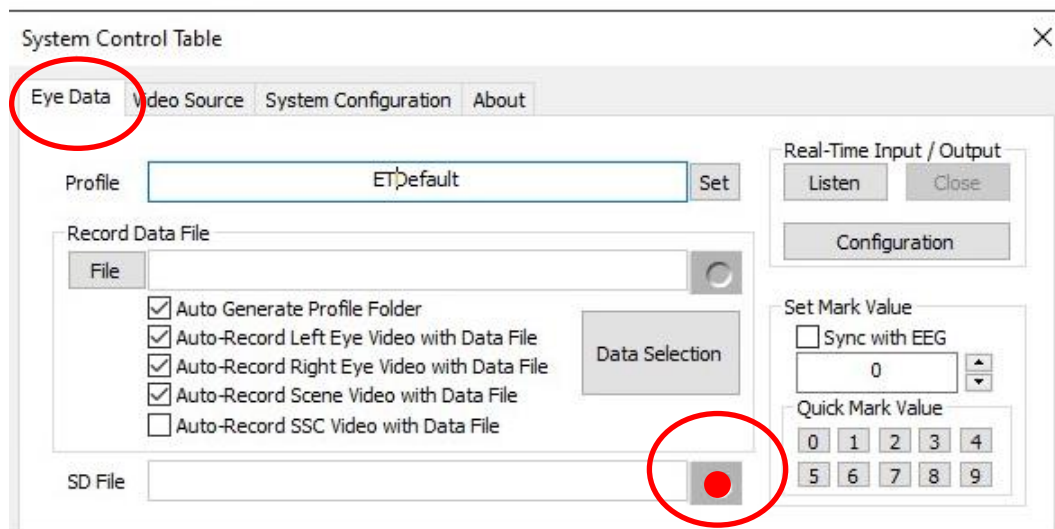 System Control Table
Eye Data Video Source System Configuration About
Profile ETDefault Set
Real-Time Input / Output
Listen Close
Configuration
Record Data File
File
Auto Generate Profile Folder
Auto-Record Left Eye Video with Data File
Auto-Record Right Eye Video with Data File
Auto-Record Scene Video with Data File
Auto-Record SSC Video with Data File
Data Selection
Set Mark Value
Sync with EEG
0
Quick Mark Value
0 1 2 3 4
5 6 7 8 9
SD File